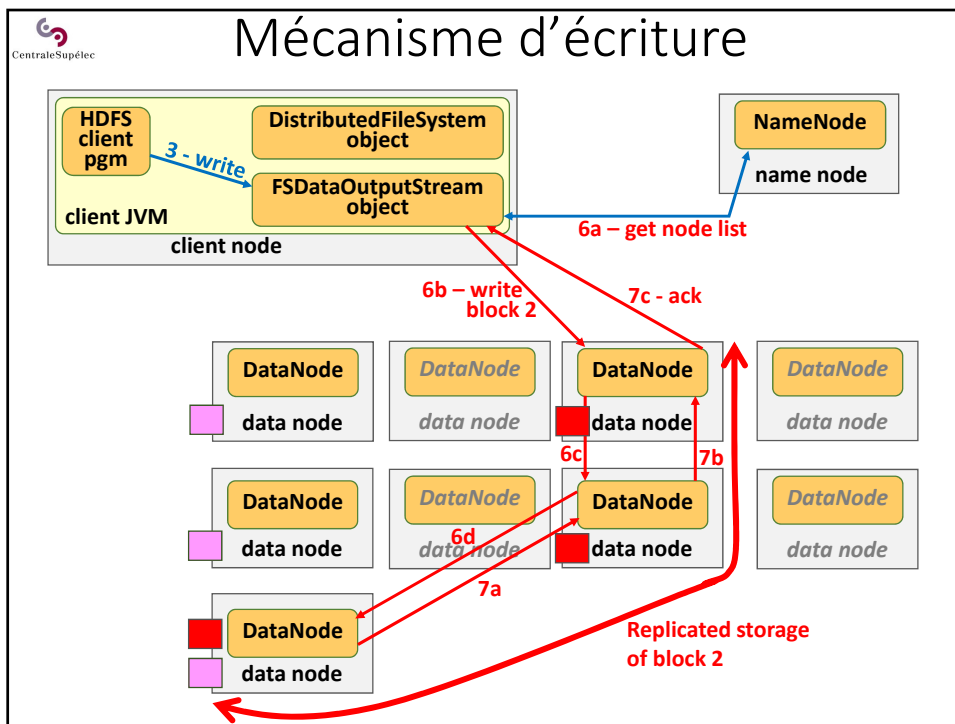 CentraleSupélec
Mécanisme d'écriture
HDFS
client
pgm
DistributedFileSystem
object
3 - write
FSDataOutputStream
object
client JVM
client node
NameNode
name node
6a – get node list
6b – write
block 2
7c - ack
DataNode
data node
DataNode
data node
DataNode
data node
DataNode
data node
6c
7b
DataNode
data node
DataNode
data node
DataNode
data node
DataNode
data node
6d
7a
DataNode
data node
Replicated storage
of block 2